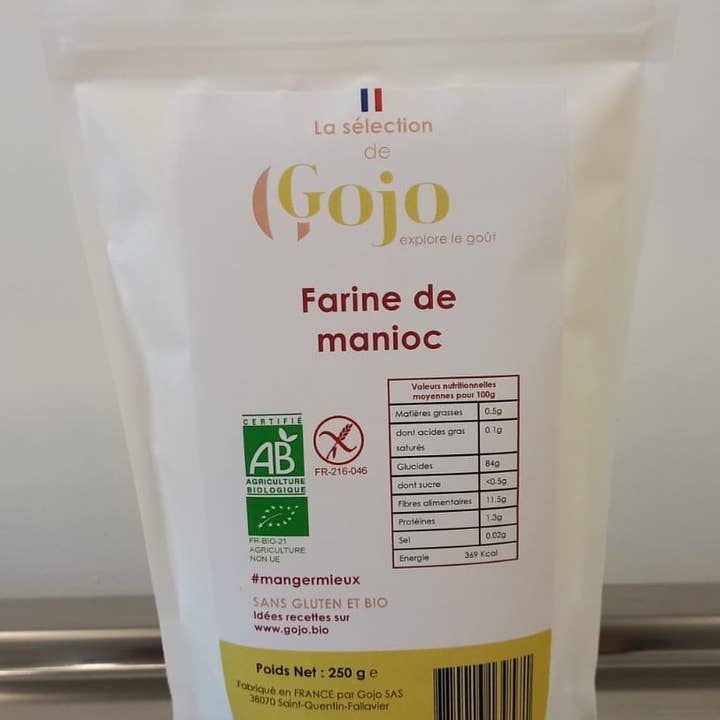 La sélection
de
Gojo
explore le goût
Farine de
manioc
Valeurs nutritionnelles
moyennes pour 100g
Matières grasses 0.5g
dont acides gras 0.1g
saturés
Glucides 84g
dont sucre <0.5g
Fibres alimentaires 11.5g
Protéines 1.3g
Sel 0.02g
Energie 369 Kcal
CERTIFIÉ
AB
AGRICULTURE
BIOLOGIQUE
FR-216-046
FR-BIO-21
AGRICULTURE
NON UE
#mangermieux
SANS GLUTEN ET BIO
Idées recettes sur
www.gojo.bio
Poids Net : 250 g e
Fabriqué en FRANCE par Gojo SAS
38070 Saint-Quentin-Fallavier